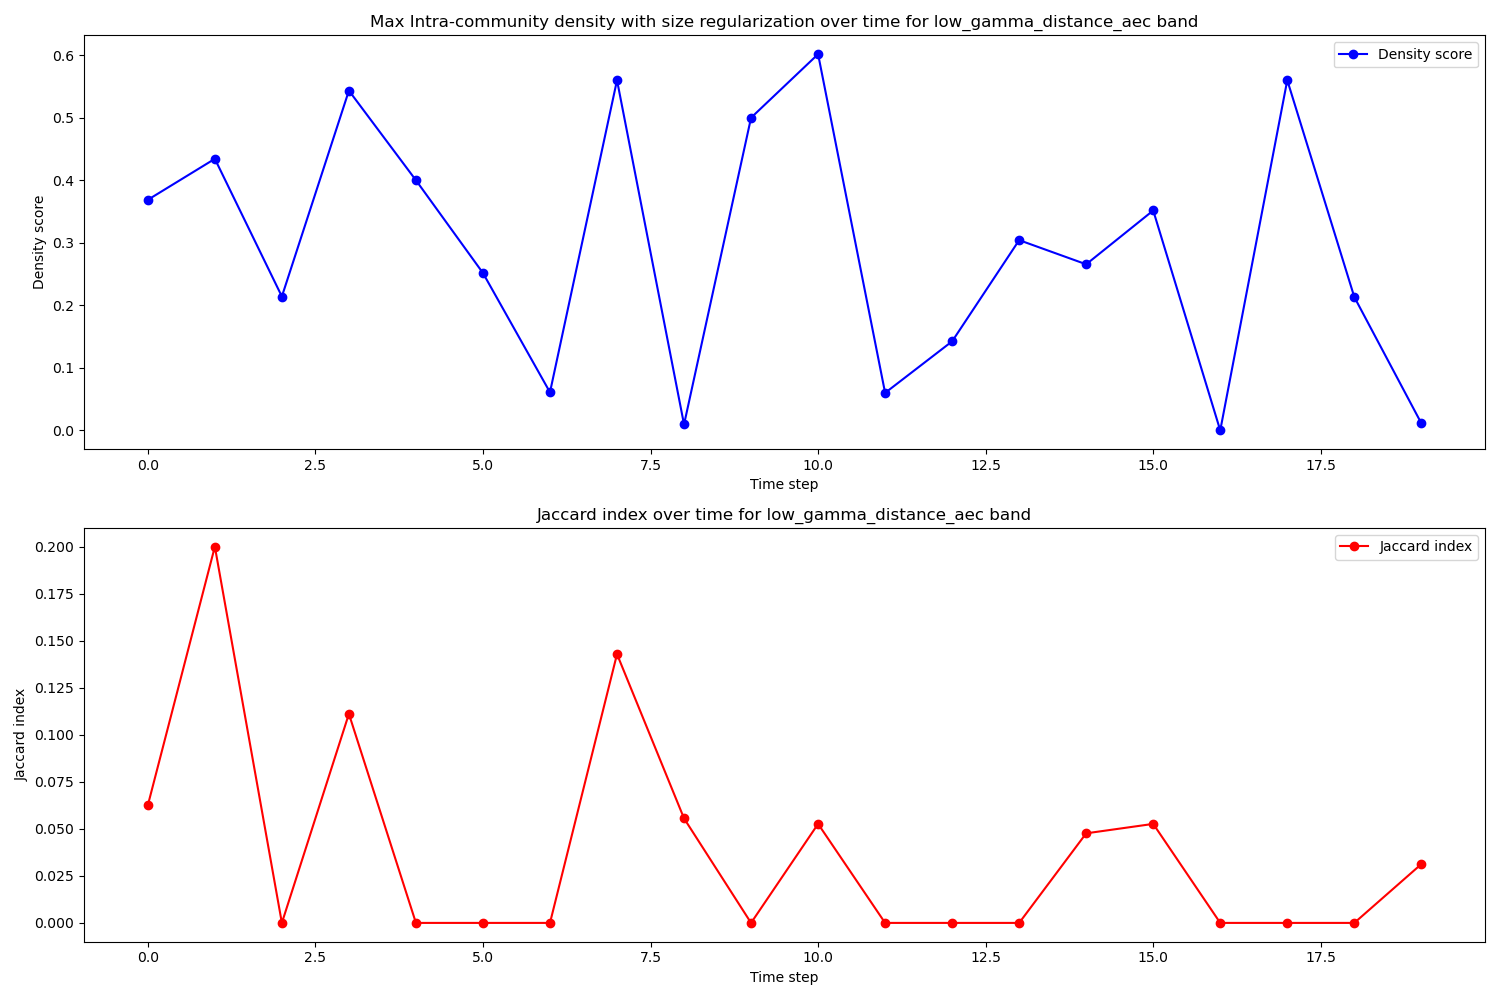 Max Intra-community density with size regularization over time for low_gamma_distance_aec band
Density score
0.6
0.5
0.4
0.3
0.2
0.1
0.0
Density score
0.0 2.5 5.0 7.5 10.0 12.5 15.0 17.5
Time step
Jaccard index over time for low_gamma_distance_aec band
Jaccard index
0.200
0.175
0.150
0.125
0.100
0.075
0.050
0.025
0.000
Jaccard index
0.0 2.5 5.0 7.5 10.0 12.5 15.0 17.5
Time step